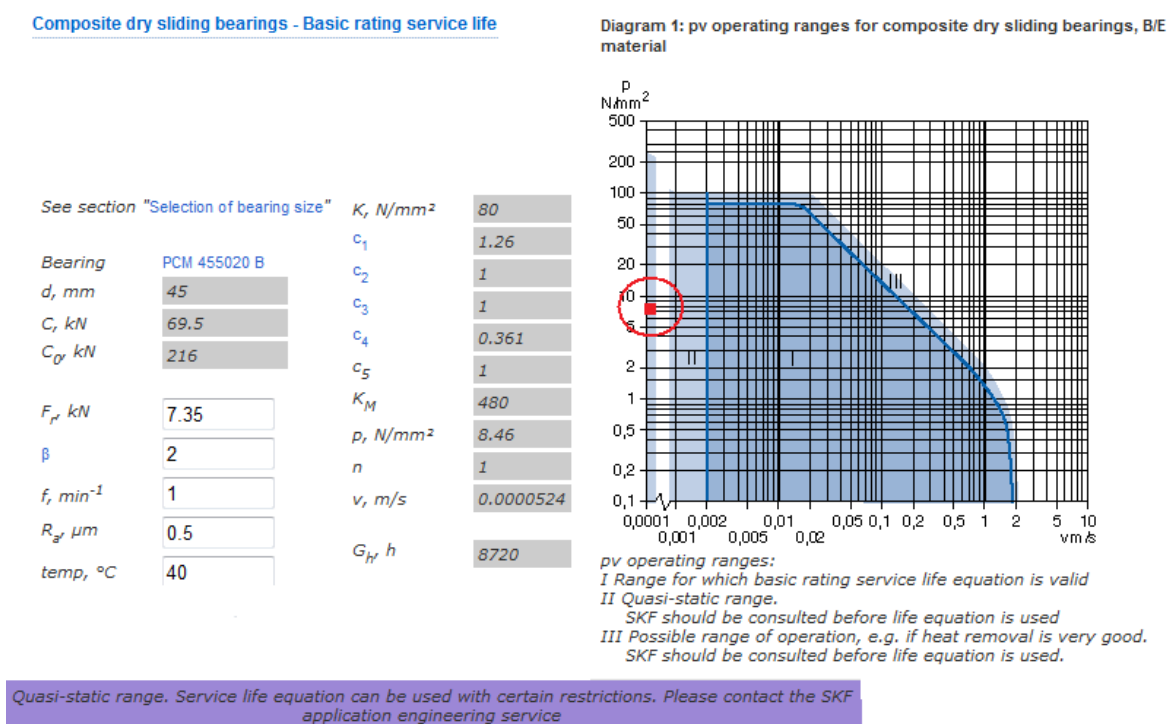 Composite dry sliding bearings - Basic rating service life
See section "Selection of bearing size"
Bearing PCM 455020 B
d, mm 45
C, kN 69.5
C0, kN 216
Fr, kN 7.35
β 2
f, min-1 1
Ra, µm 0.5
temp, °C 40
K, N/mm² 80
c1 1.26
c2 1
c3 1
c4 0.361
c5 1
KM 480
p, N/mm² 8.46
n 1
v, m/s 0.0000524
Gh, h 8720
Diagram 1: pv operating ranges for composite dry sliding bearings, B/E
material
p
N/mm2
500
200
100
50
20
10
5
2
1
0,5
0,2
0,1
III
II I
0,0001 0,002 0,01 0,05 0,1 0,2 0,5 1 2 5 10
0,001 0,005 0,02 v m/s
pv operating ranges:
I Range for which basic rating service life equation is valid
II Quasi-static range.
SKF should be consulted before life equation is used
III Possible range of operation, e.g. if heat removal is very good.
SKF should be consulted before life equation is used.
Quasi-static range. Service life equation can be used with certain restrictions. Please contact the SKF
application engineering service